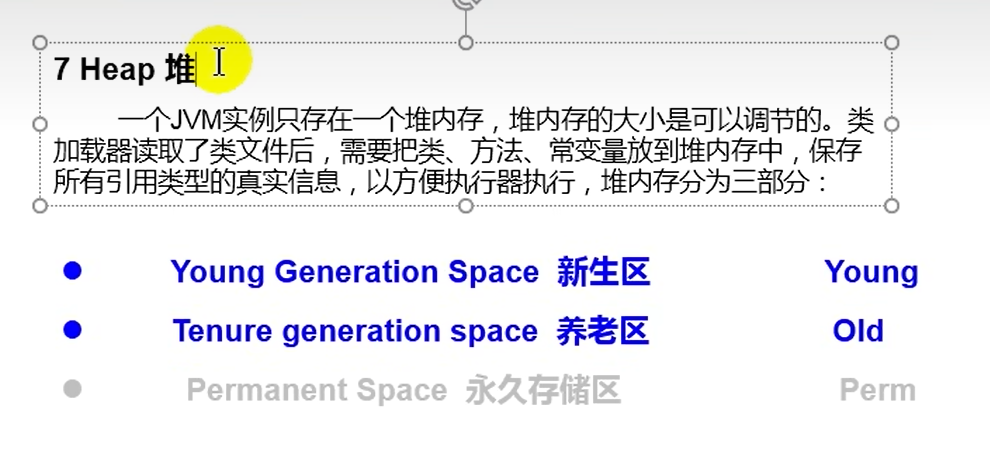 7 Heap 堆
一个JVM实例只存在一个堆内存，堆内存的大小是可以调节的。类
加载器读取了类文件后，需要把类、方法、常变量放到堆内存中，保存
所有引用类型的真实信息，以方便执行器执行，堆内存分为三部分：
● Young Generation Space 新生区 Young
● Tenure generation space 养老区 Old
● Permanent Space 永久存储区 Perm